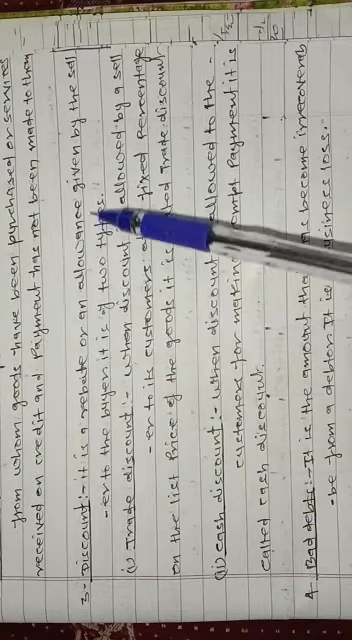 from whom goods have been purchased or services
received on credit and Payment has not been made to them
3- Discount:- It is a rebate or an allowance given by the sell
-er to the buyer it is of two types.
(i) Trade discount:- when discount allowed by a sell
-er to its customers fixed Percentage
on the list Price of the goods it is Trade discount
(ii) cash discount:- when discount allowed to the -
customers for making Payment it is
called cash discount.
4- Bad debts:- It is the amount has become irrecoverab
-be from a debtor It is loss.